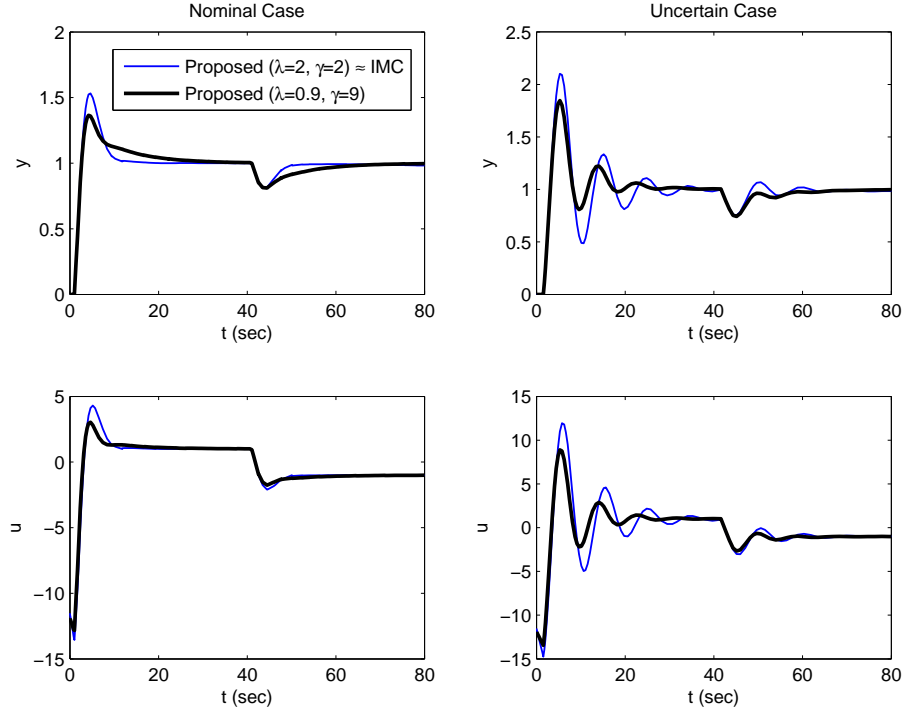 Nominal Case
Uncertain Case
2
1.5
1
0.5
0
y
0 20 40 60 80
t (sec)
Proposed (λ=2, γ=2) ≈ IMC
Proposed (λ=0.9, γ=9)
2.5
2
1.5
1
0.5
0
y
0 20 40 60 80
t (sec)
5
0
−5
−10
−15
u
0 20 40 60 80
t (sec)
15
10
5
0
−5
−10
−15
u
0 20 40 60 80
t (sec)